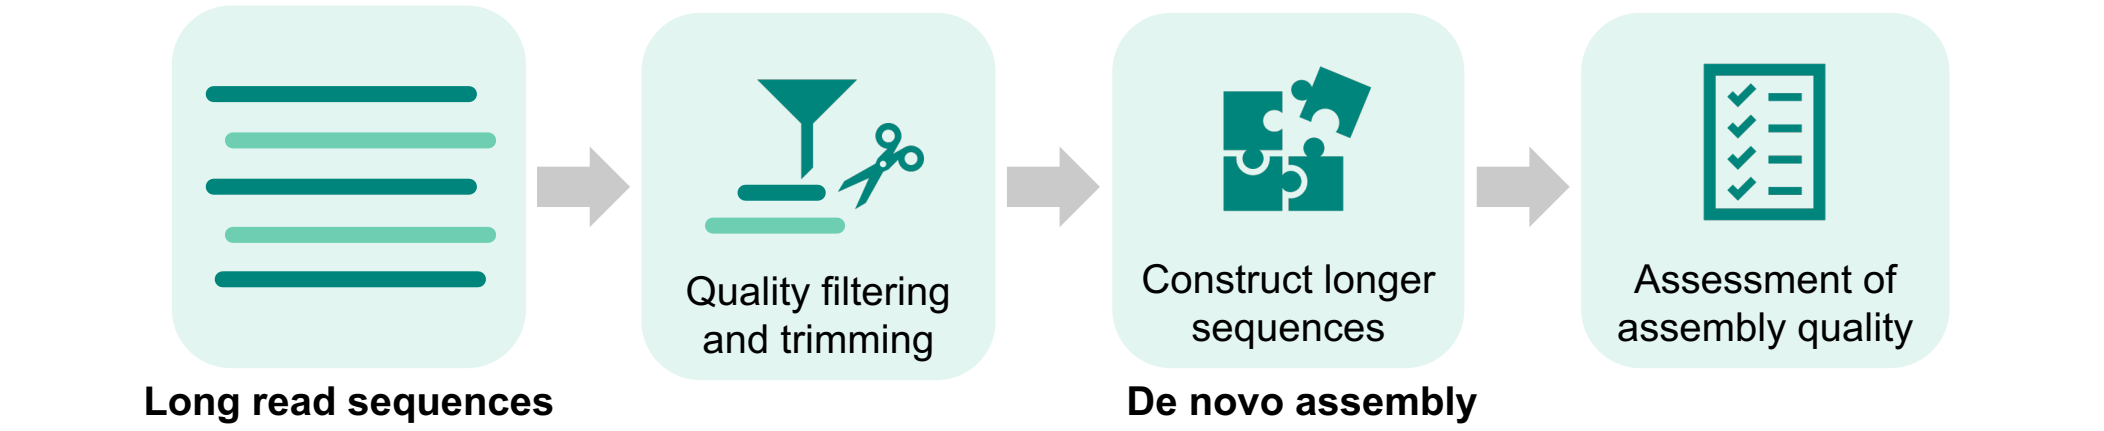 Quality filtering
and trimming
Construct longer
sequences
Assessment of
assembly quality
Long read sequences
De novo assembly